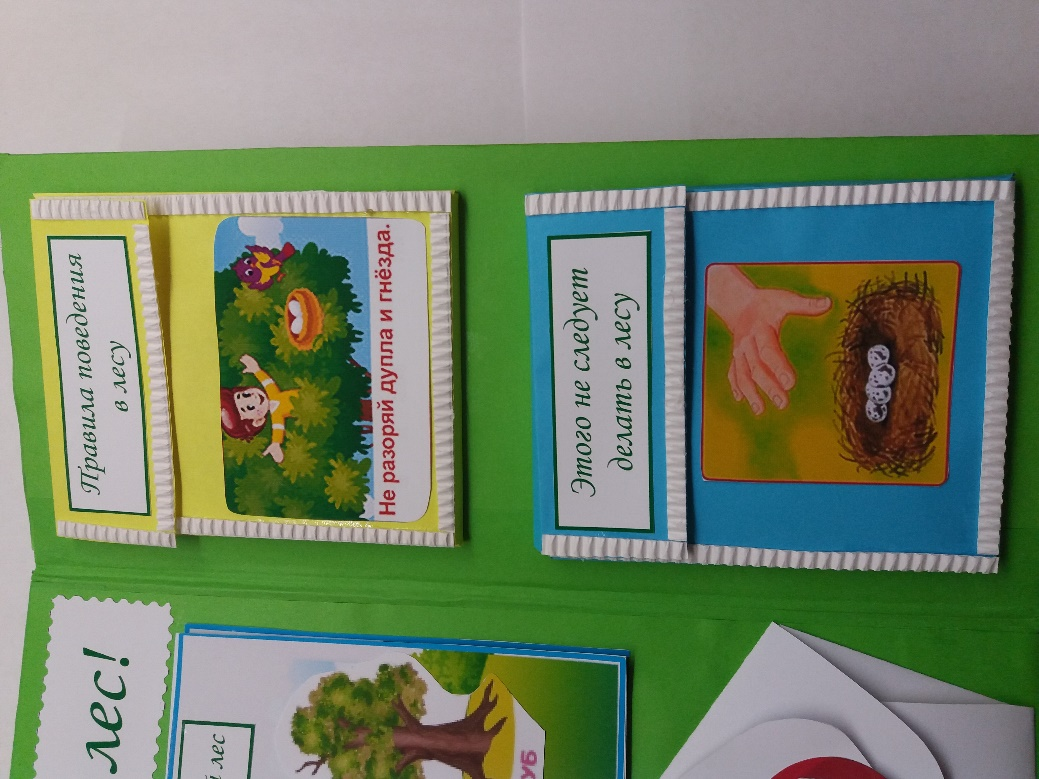 лес!
й лес
УБ
Правила поведения
в лесу
Не разоряй дупла и гнёзда.
Этого не следует
делать в лесу